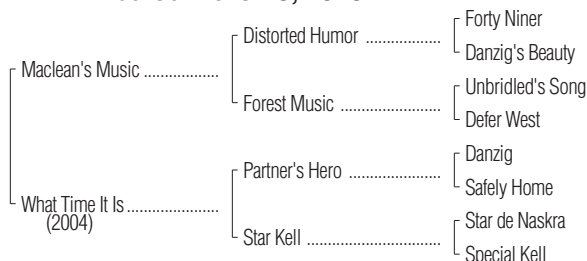 Forty Niner
Distorted Humor ..................
Danzig's Beauty
Maclean's Music ..................
Unbridled's Song
Forest Music ........................
Defer West
Danzig
Partner's Hero ......................
Safely Home
What Time It Is ......................
(2004)
Star de Naskra
Star Kell ................................
Special Kell